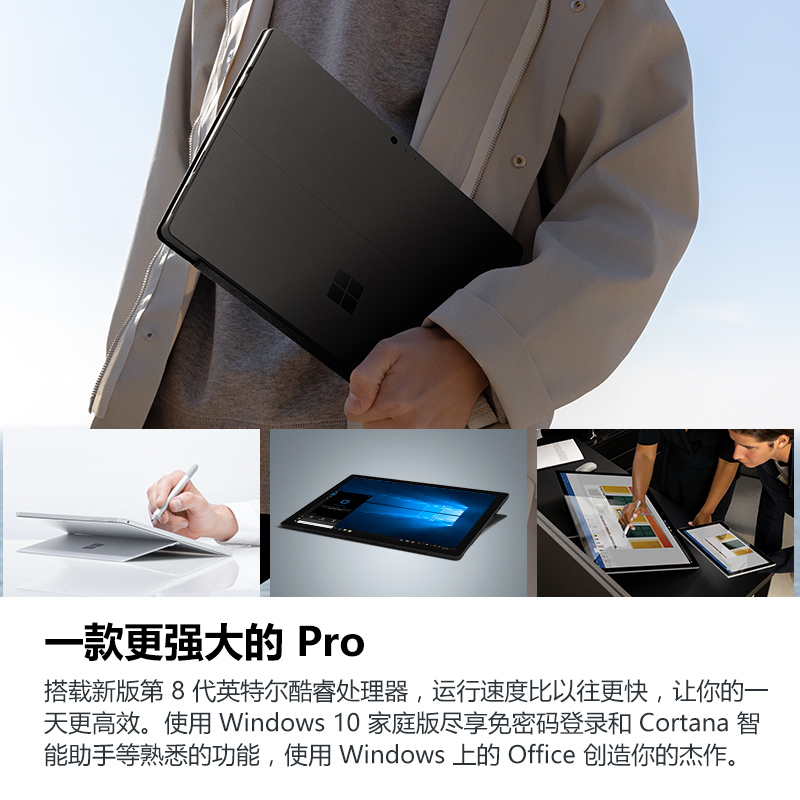 一款更强大的 Pro
搭载新版第 8 代英特尔酷睿处理器，运行速度比以往更快，让你的一
天更高效。使用 Windows 10 家庭版尽享免密码登录和 Cortana 智
能助手等熟悉的功能，使用 Windows 上的 Office 创造你的杰作。